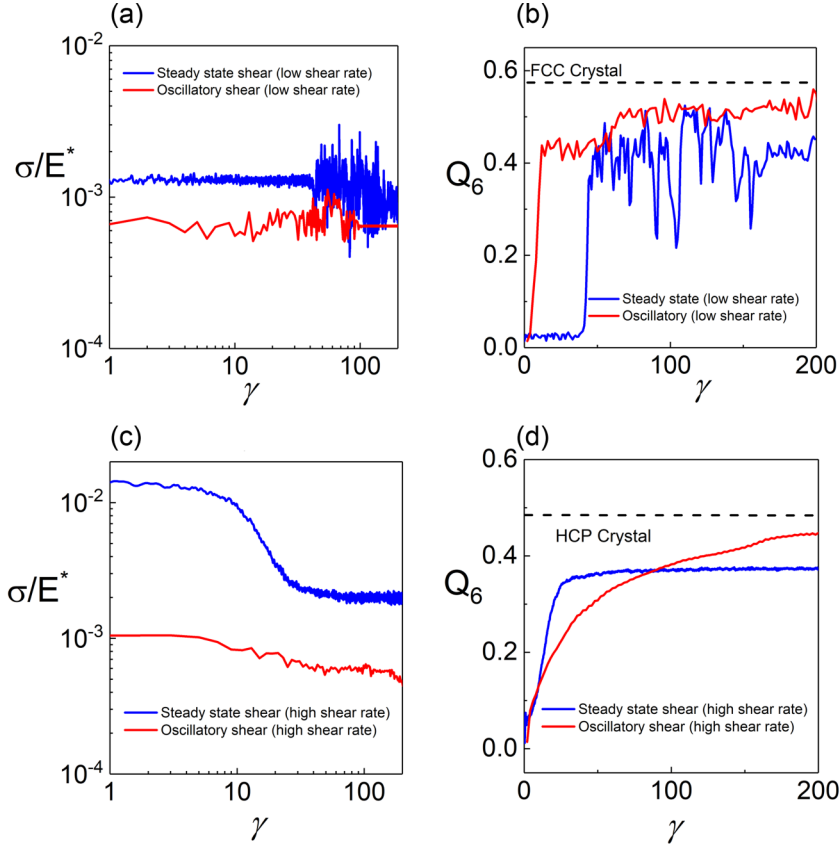 (a)
10⁻²
Steady state shear (low shear rate)
Oscillatory shear (low shear rate)
σ/E*
10⁻³
10⁻⁴
1 10 100
γ
(b)
0.6
FCC Crystal
0.4
Q₆
0.2
Steady state (low shear rate)
Oscillatory (low shear rate)
0.0
0 50 100 150 200
γ
(c)
10⁻²
σ/E*
10⁻³
Steady state shear (high shear rate)
Oscillatory shear (high shear rate)
10⁻⁴
1 10 100
γ
(d)
0.6
HCP Crystal
0.4
Q₆
0.2
Steady state shear (high shear rate)
Oscillatory shear (high shear rate)
0.0
0 50 100 150 200
γ